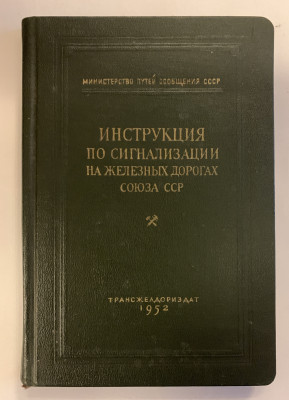 МИНИСТЕРСТВО ПУТЕЙ СООБЩЕНИЯ СССР
ИНСТРУКЦИЯ
ПО СИГНАЛИЗАЦИИ
НА ЖЕЛЕЗНЫХ ДОРОГАХ
СОЮЗА ССР
ТРАНСЖЕЛДОРИЗДАТ
1952